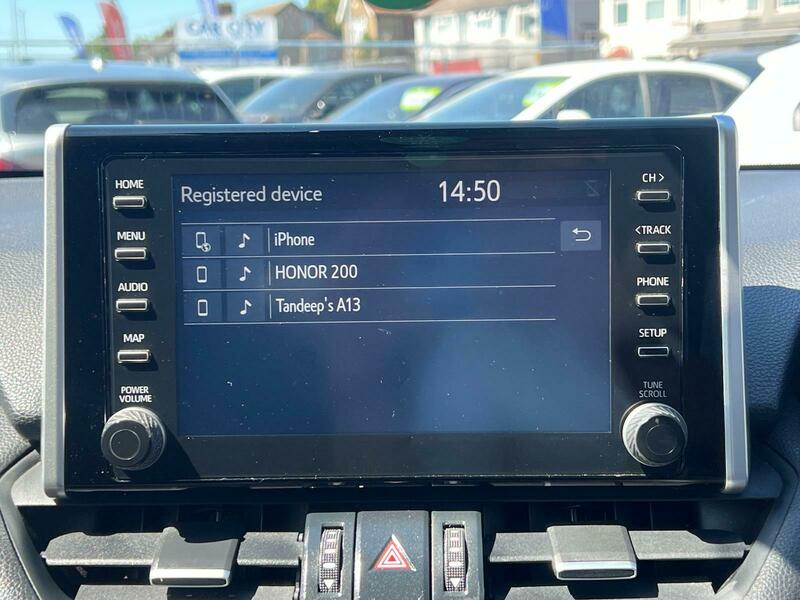 CAR CITY
HOME
MENU
AUDIO
MAP
POWER
VOLUME
Registered device
14:50
iPhone
HONOR 200
Tandeep's A13
CH >
< TRACK
PHONE
SETUP
TUNE
SCROLL